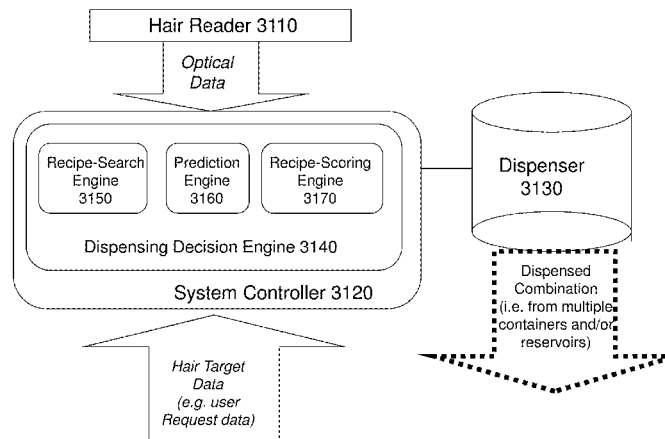 Hair Reader 3110
Optical
Data
Recipe-Search
Engine
3150
Prediction
Engine
3160
Recipe-Scoring
Engine
3170
Dispensing Decision Engine 3140
System Controller 3120
Dispenser
3130
Dispensed
Combination
(i.e. from multiple
containers and/or
reservoirs)
Hair Target
Data
(e.g. user
Request data)